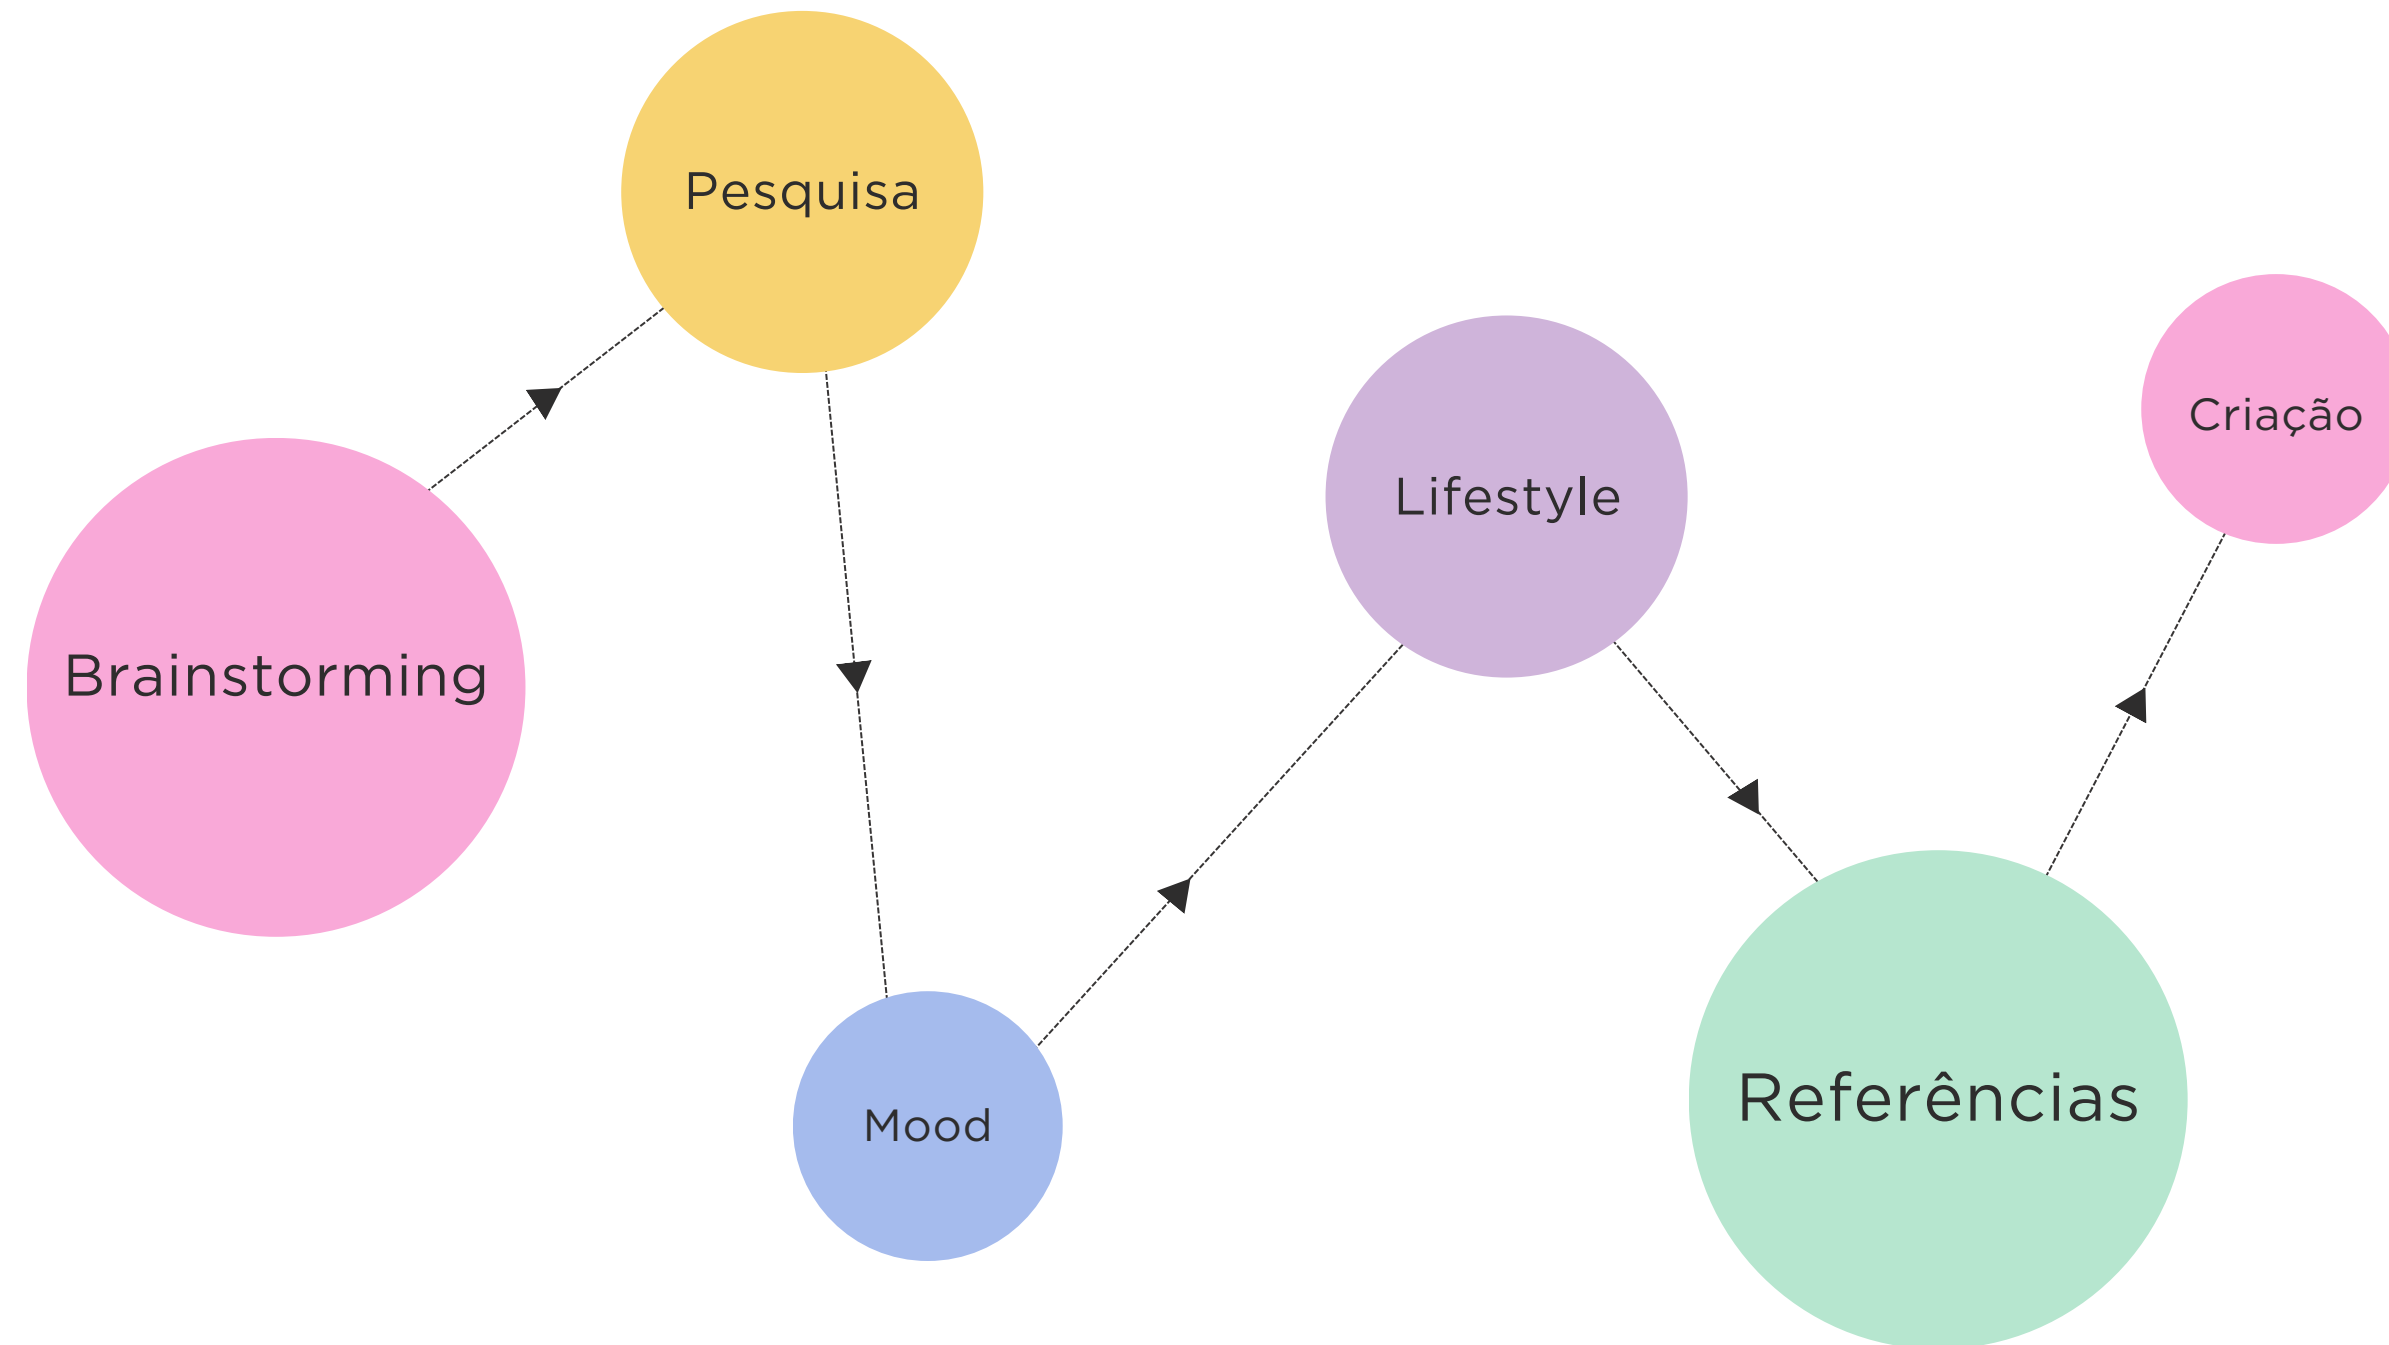 Brainstorming
Pesquisa
Mood
Lifestyle
Referências
Criação